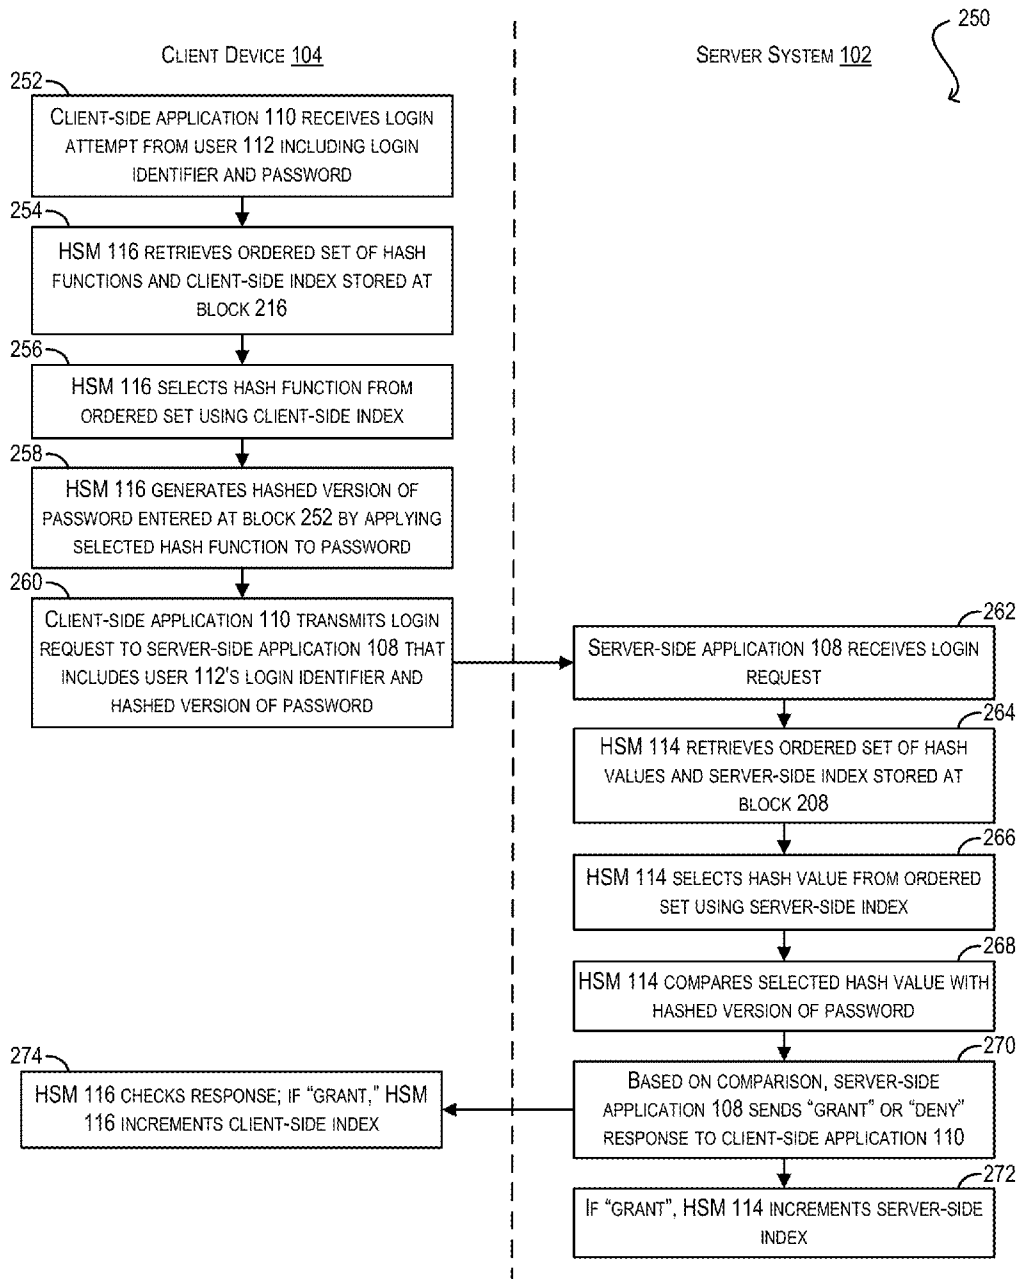 250
CLIENT DEVICE 104
SERVER SYSTEM 102
252
CLIENT-SIDE APPLICATION 110 RECEIVES LOGIN
ATTEMPT FROM USER 112 INCLUDING LOGIN
IDENTIFIER AND PASSWORD
254
HSM 116 RETRIEVES ORDERED SET OF HASH
FUNCTIONS AND CLIENT-SIDE INDEX STORED AT
BLOCK 216
256
HSM 116 SELECTS HASH FUNCTION FROM
ORDERED SET USING CLIENT-SIDE INDEX
258
HSM 116 GENERATES HASHED VERSION OF
PASSWORD ENTERED AT BLOCK 252 BY APPLYING
SELECTED HASH FUNCTION TO PASSWORD
260
CLIENT-SIDE APPLICATION 110 TRANSMITS LOGIN
REQUEST TO SERVER-SIDE APPLICATION 108 THAT
INCLUDES USER 112'S LOGIN IDENTIFIER AND
HASHED VERSION OF PASSWORD
262
SERVER-SIDE APPLICATION 108 RECEIVES LOGIN
REQUEST
264
HSM 114 RETRIEVES ORDERED SET OF HASH
VALUES AND SERVER-SIDE INDEX STORED AT
BLOCK 208
266
HSM 114 SELECTS HASH VALUE FROM ORDERED
SET USING SERVER-SIDE INDEX
268
HSM 114 COMPARES SELECTED HASH VALUE WITH
HASHED VERSION OF PASSWORD
270
BASED ON COMPARISON, SERVER-SIDE
APPLICATION 108 SENDS “GRANT” OR “DENY”
RESPONSE TO CLIENT-SIDE APPLICATION 110
272
IF “GRANT”, HSM 114 INCREMENTS SERVER-SIDE
INDEX
274
HSM 116 CHECKS RESPONSE; IF “GRANT,” HSM
116 INCREMENTS CLIENT-SIDE INDEX